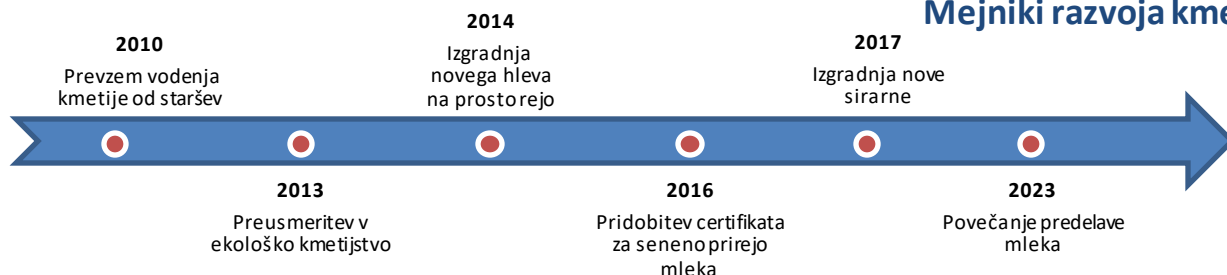 Mejniki razvoja kme
2010
Prevzem vodenja
kmetije od staršev
2013
Preusmeritev v
ekološko kmetijstvo
2014
Izgradnja
novega hleva
na prosto rejo
2016
Pridobitev certifikata
za seneno prirejo
mleka
2017
Izgradnja nove
sirarne
2023
Povečanje predelave
mleka